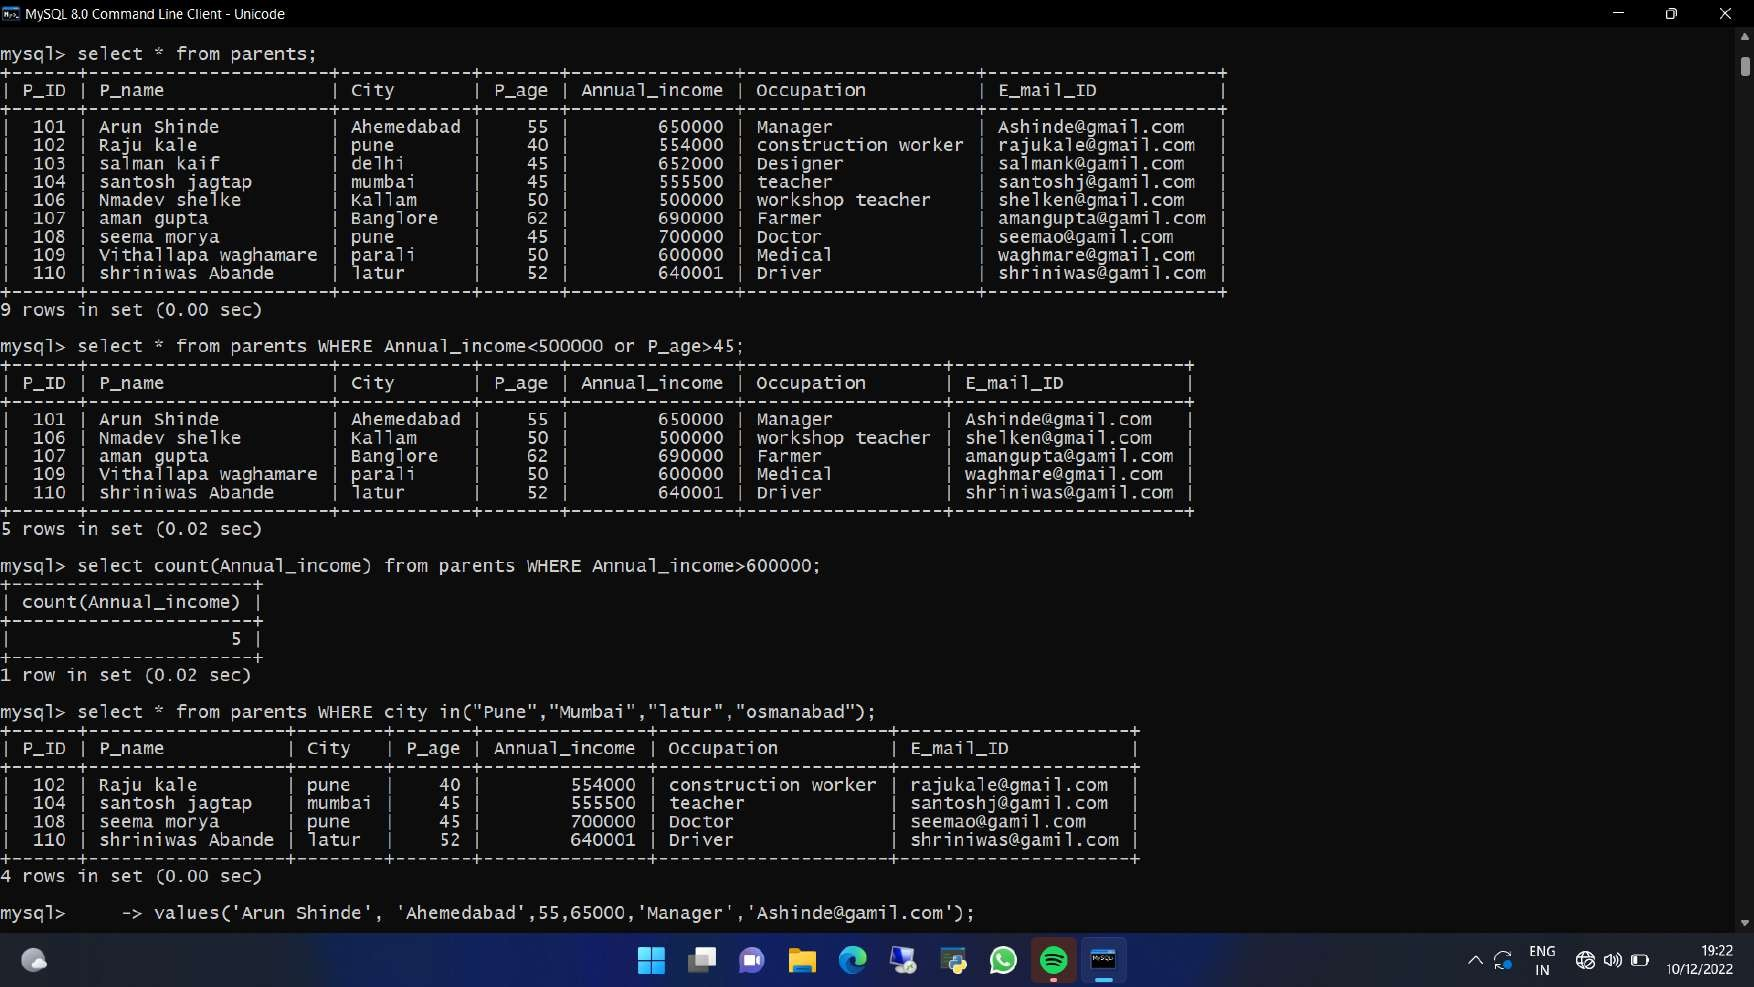 MySQL 8.0 Command Line Client - Unicode
mysql> select * from parents;
+------+----------------------+------------+-------+---------------+---------------------+---------------------+
| P_ID | P_name | City | P_age | Annual_income | Occupation | E_mail_ID |
+------+----------------------+------------+-------+---------------+---------------------+---------------------+
| 101 | Arun Shinde | Ahemedabad | 55 | 650000 | Manager | Ashinde@gmail.com |
| 102 | Raju kale | pune | 40 | 554000 | construction worker | rajukale@gmail.com |
| 103 | salman kaif | delhi | 45 | 652000 | Designer | salmank@gamil.com |
| 104 | santosh jagtap | mumbai | 45 | 555500 | teacher | santoshj@gamil.com |
| 106 | Nmadev shelke | Kallam | 50 | 500000 | workshop teacher | shelken@gmail.com |
| 107 | aman gupta | Banglore | 62 | 690000 | Farmer | amangupta@gamil.com |
| 108 | seema morya | pune | 45 | 700000 | Doctor | seemao@gamil.com |
| 109 | Vithallapa waghamare | parali | 50 | 600000 | Medical | waghmare@gmail.com |
| 110 | shriniwas Abande | latur | 52 | 640001 | Driver | shriniwas@gamil.com |
+------+----------------------+------------+-------+---------------+---------------------+---------------------+
9 rows in set (0.00 sec)
mysql> select * from parents WHERE Annual_income<500000 or P_age>45;
+------+----------------------+------------+-------+---------------+------------------+---------------------+
| P_ID | P_name | City | P_age | Annual_income | Occupation | E_mail_ID |
+------+----------------------+------------+-------+---------------+------------------+---------------------+
| 101 | Arun Shinde | Ahemedabad | 55 | 650000 | Manager | Ashinde@gmail.com |
| 106 | Nmadev shelke | Kallam | 50 | 500000 | workshop teacher | shelken@gmail.com |
| 107 | aman gupta | Banglore | 62 | 690000 | Farmer | amangupta@gamil.com |
| 109 | Vithallapa waghamare | parali | 50 | 600000 | Medical | waghmare@gmail.com |
| 110 | shriniwas Abande | latur | 52 | 640001 | Driver | shriniwas@gamil.com |
+------+----------------------+------------+-------+---------------+------------------+---------------------+
5 rows in set (0.02 sec)
mysql> select count(Annual_income) from parents WHERE Annual_income>600000;
+----------------------+
| count(Annual_income) |
+----------------------+
| 5 |
+----------------------+
1 row in set (0.02 sec)
mysql> select * from parents WHERE city in("Pune","Mumbai","latur","osmanabad");
+------+------------------+--------+-------+---------------+---------------------+---------------------+
| P_ID | P_name | City | P_age | Annual_income | Occupation | E_mail_ID |
+------+------------------+--------+-------+---------------+---------------------+---------------------+
| 102 | Raju kale | pune | 40 | 554000 | construction worker | rajukale@gmail.com |
| 104 | santosh jagtap | mumbai | 45 | 555500 | teacher | santoshj@gamil.com |
| 108 | seema morya | pune | 45 | 700000 | Doctor | seemao@gamil.com |
| 110 | shriniwas Abande | latur | 52 | 640001 | Driver | shriniwas@gamil.com |
+------+------------------+--------+-------+---------------+---------------------+---------------------+
4 rows in set (0.00 sec)
mysql>     -> values('Arun Shinde', 'Ahemedabad',55,65000,'Manager','Ashinde@gamil.com');
MySQL
ENG
IN
19:22
10/12/2022